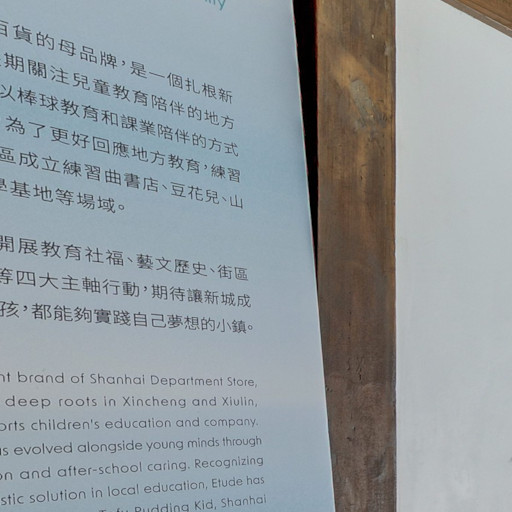 百貨的母品牌，是一個扎根新
期關注兒童教育陪伴的地方
以棒球教育和課業陪伴的方式
為了更好回應地方教育，練習
區成立練習曲書店、豆花兒、山
學基地等場域。
開展教育社福、藝文歷史、街區
等四大主軸行動，期待讓新城成
孩，都能夠實踐自己夢想的小鎮。
nt brand of Shanhai Department Store,
deep roots in Xincheng and Xiulin,
orts children's education and company.
as evolved alongside young minds through
on and after-school caring. Recognizing
stic solution in local education, Etude has
Tofu Pudding Kid, Shanhai